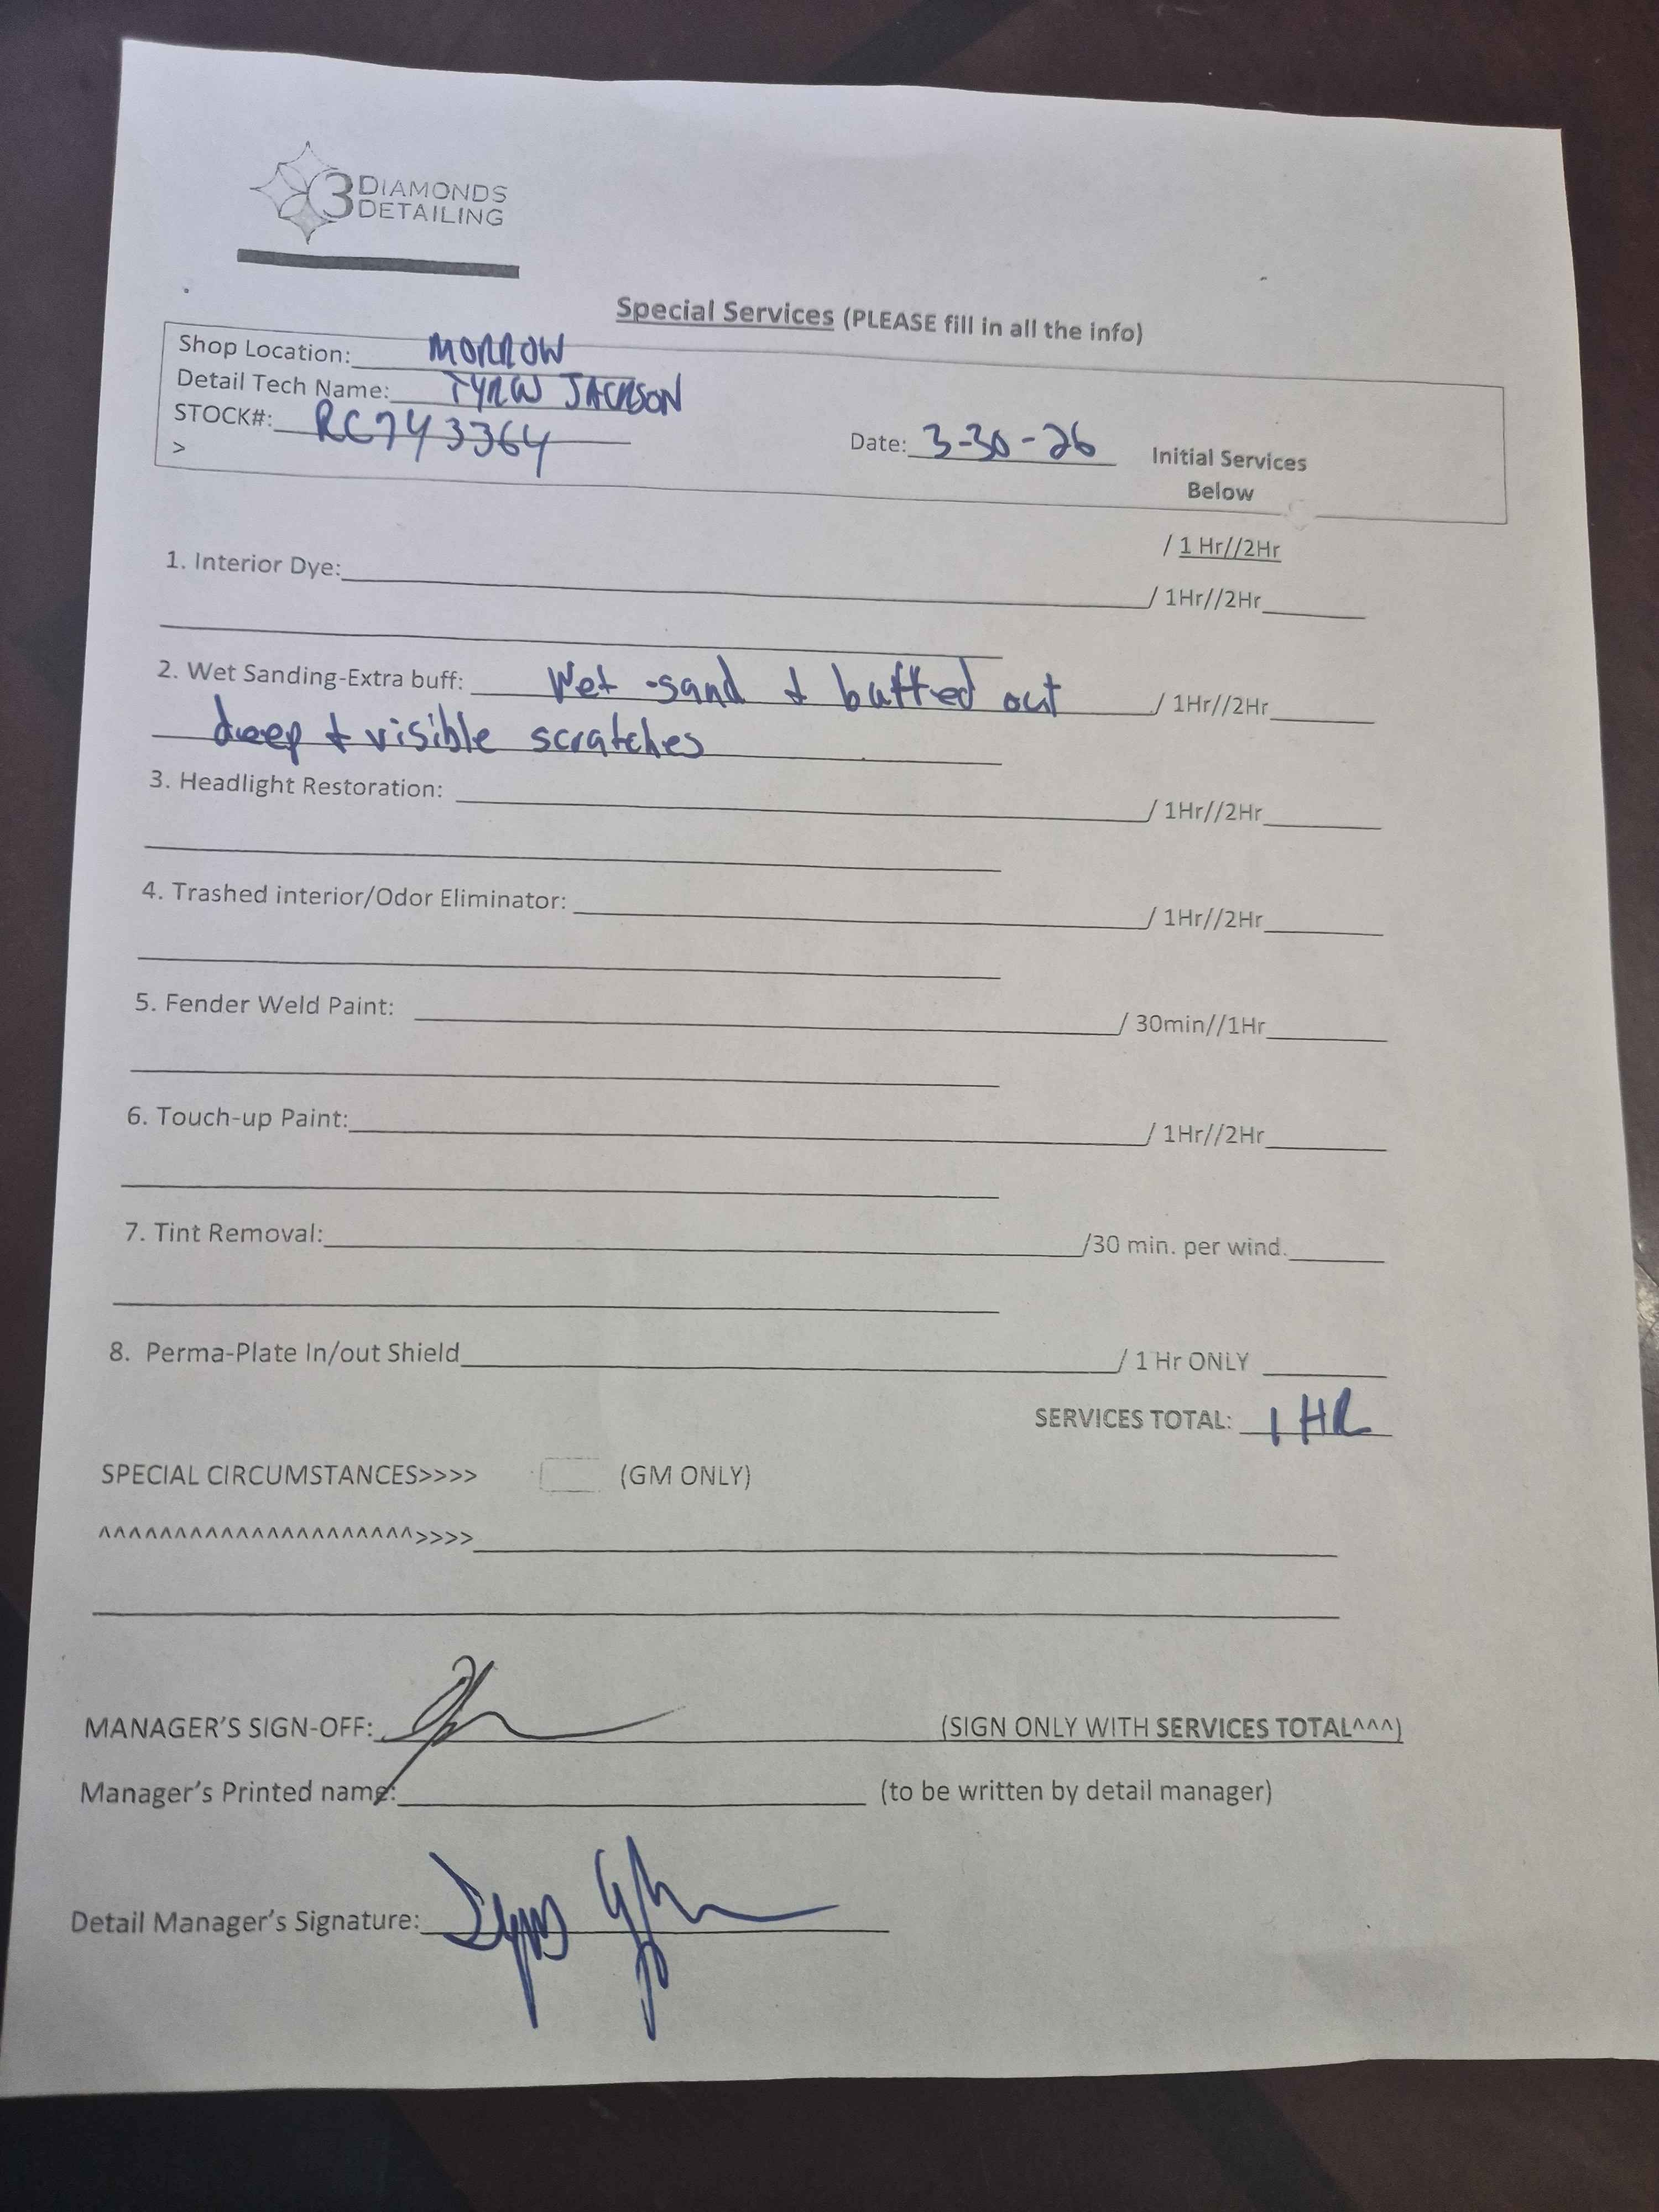 3 DIAMONDS
DETAILING
Special Services (PLEASE fill in all the info)
Shop Location: MORROW
Detail Tech Name: JACKSON
STOCK#: RC743364
>
Date: 3-30-26
Initial Services
Below
/ 1 Hr//2Hr
1. Interior Dye: / 1Hr//2Hr
2. Wet Sanding-Extra buff: Wet-sand + buffed out / 1Hr//2Hr
deep + visible scratches
3. Headlight Restoration: / 1Hr//2Hr
4. Trashed interior/Odor Eliminator: / 1Hr//2Hr
5. Fender Weld Paint: / 30min//1Hr
6. Touch-up Paint: / 1Hr//2Hr
7. Tint Removal: /30 min. per wind.
8. Perma-Plate In/out Shield / 1 Hr ONLY
SERVICES TOTAL: 1 HR
SPECIAL CIRCUMSTANCES>>>> (GM ONLY)
^^^^^^^^^^^^^^^^^^^^^>>>>
MANAGER'S SIGN-OFF: (SIGN ONLY WITH SERVICES TOTAL^^^)
Manager's Printed name: (to be written by detail manager)
Detail Manager's Signature: